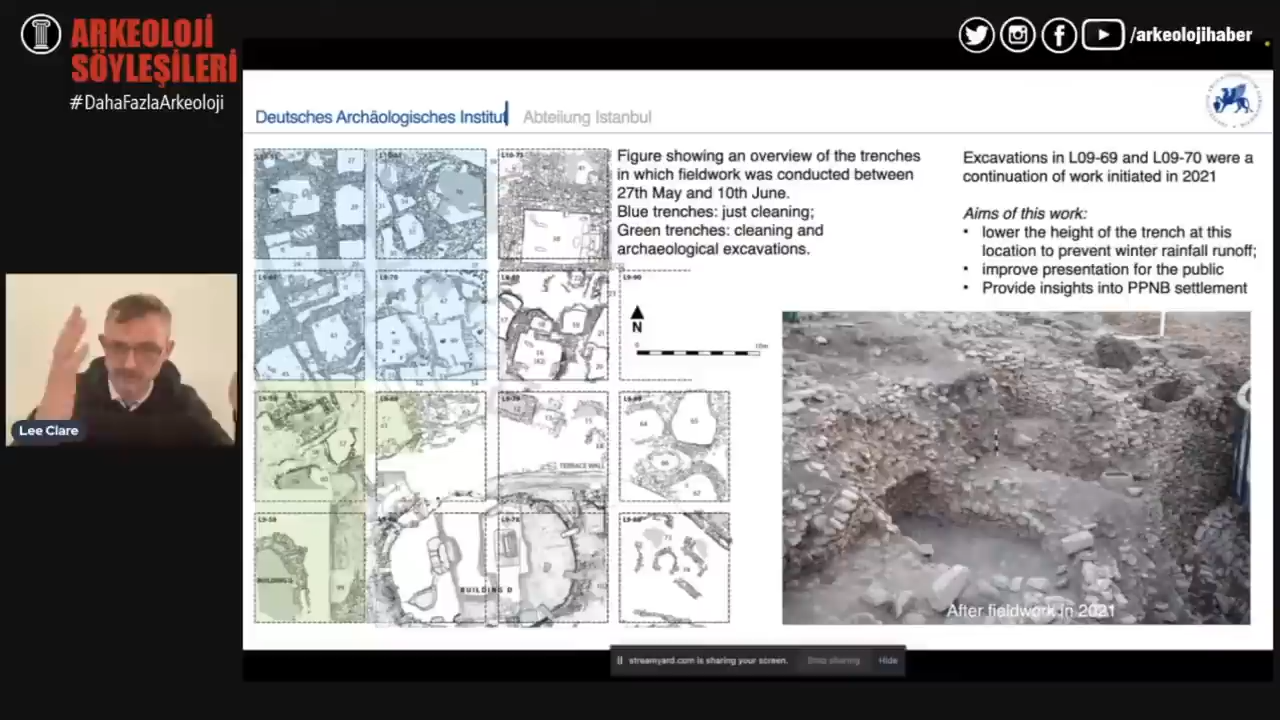 ARKEOLOJİ
SÖYLEŞİLERİ
#DahaFazlaArkeoloji
/arkeolojihaber
Deutsches Archäologisches Institut Abteilung Istanbul
Figure showing an overview of the trenches
in which fieldwork was conducted between
27th May and 10th June.
Blue trenches: just cleaning;
Green trenches: cleaning and
archaeological excavations.
Excavations in L09-69 and L09-70 were a
continuation of work initiated in 2021
Aims of this work:
• lower the height of the trench at this
location to prevent winter rainfall runoff;
• improve presentation for the public
• Provide insights into PPNB settlement
N
0
10m
TERRACE WALL
BUILDING D
After fieldwork in 2021
Lee Clare
streamyard.com is sharing your screen. Stop sharing Hide